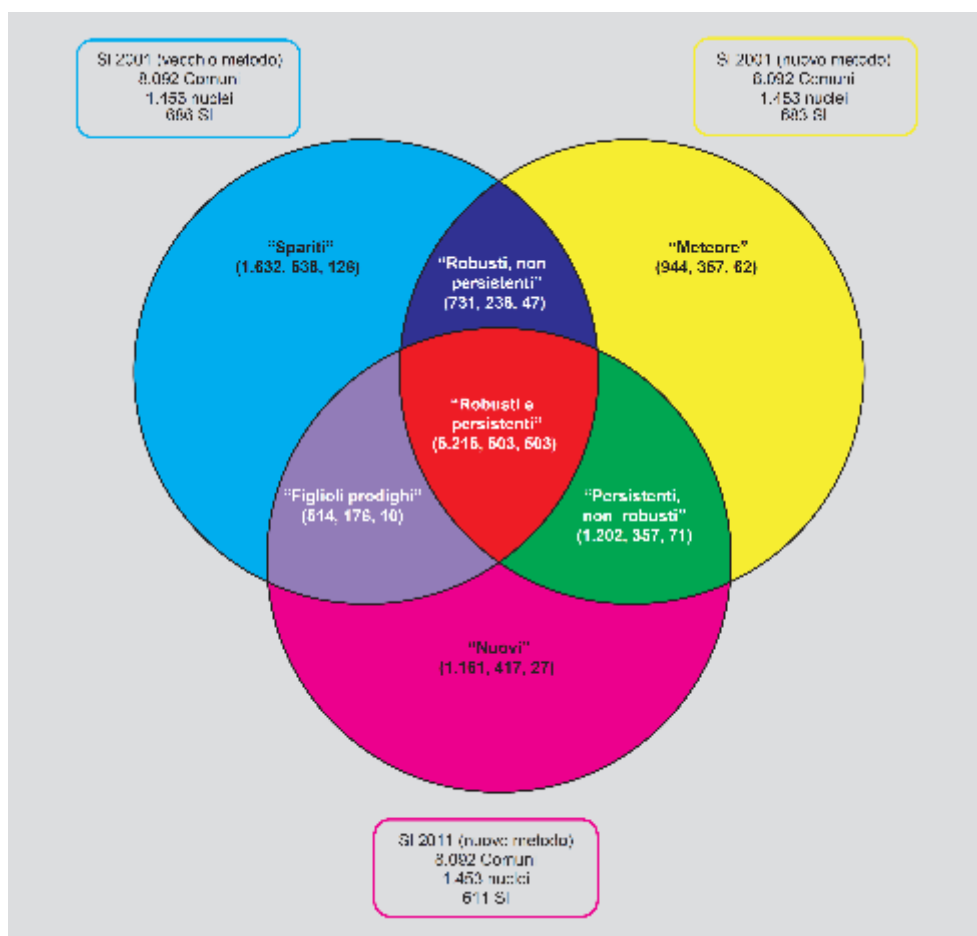 SI 2001 (vecchio metodo)
8.092 Comuni
1.453 nuclei
686 SI
SI 2001 (nuovo metodo)
8.092 Comuni
1.453 nuclei
683 SI
“Spariti”
(1.632, 538, 126)
“Robusti, non
persistenti”
(731, 236, 47)
“Meteore”
(944, 357, 62)
“Robusti e
persistenti”
(5.215, 503, 503)
“Figlioli prodighi”
(514, 176, 10)
“Persistenti,
non robusti”
(1.202, 357, 71)
“Nuovi”
(1.161, 417, 27)
SI 2011 (nuovo metodo)
8.092 Comuni
1.453 nuclei
611 SI